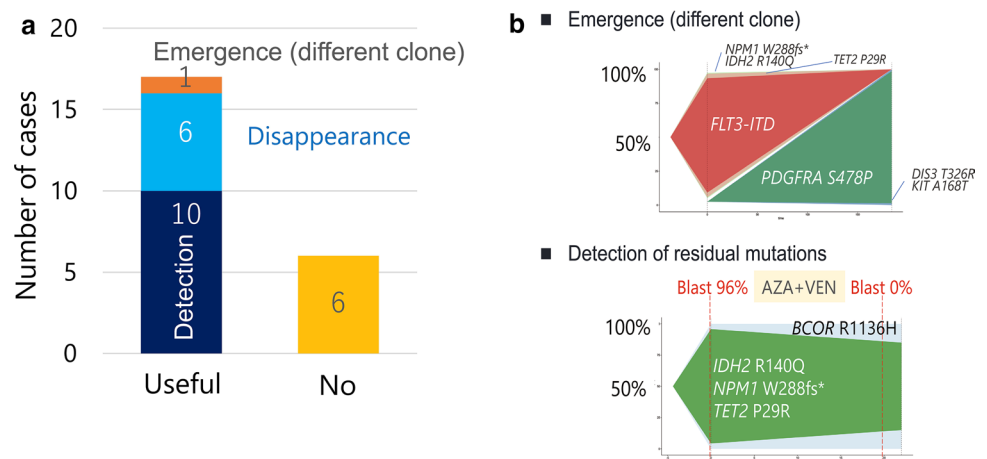 a
20
15
10
5
0
Number of cases
Emergence (different clone)
1
6
Disappearance
10
Detection
6
Useful
No
b
■ Emergence (different clone)
NPM1 W288fs*
IDH2 R140Q
TET2 P29R
100%
50%
FLT3-ITD
PDGFRA S478P
DIS3 T326R
KIT A168T
■ Detection of residual mutations
Blast 96%
AZA+VEN
Blast 0%
100%
50%
BCOR R1136H
IDH2 R140Q
NPM1 W288fs*
TET2 P29R